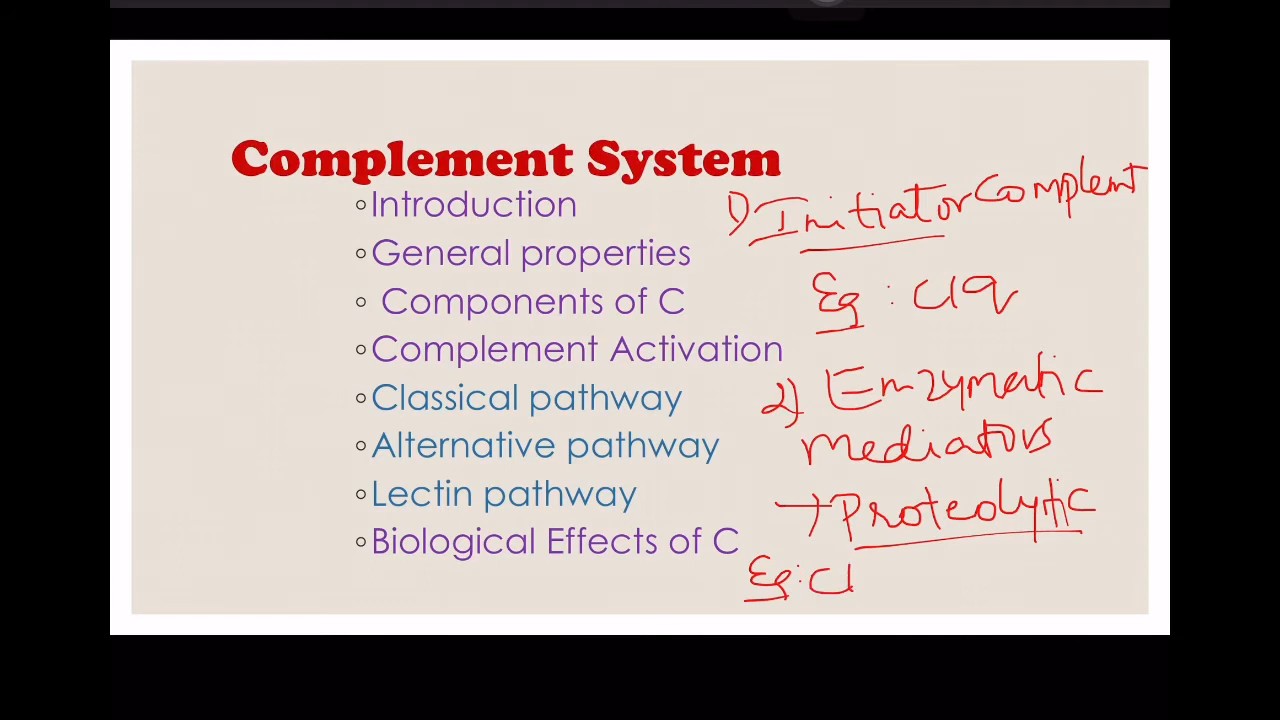 Complement System
◦Introduction
◦General properties
◦ Components of C
◦Complement Activation
◦Classical pathway
◦Alternative pathway
◦Lectin pathway
◦Biological Effects of C
1) Initiator Complemt
Eg : C1q
2) Enzymatic
mediators
→ Proteolytic
Eg: C1